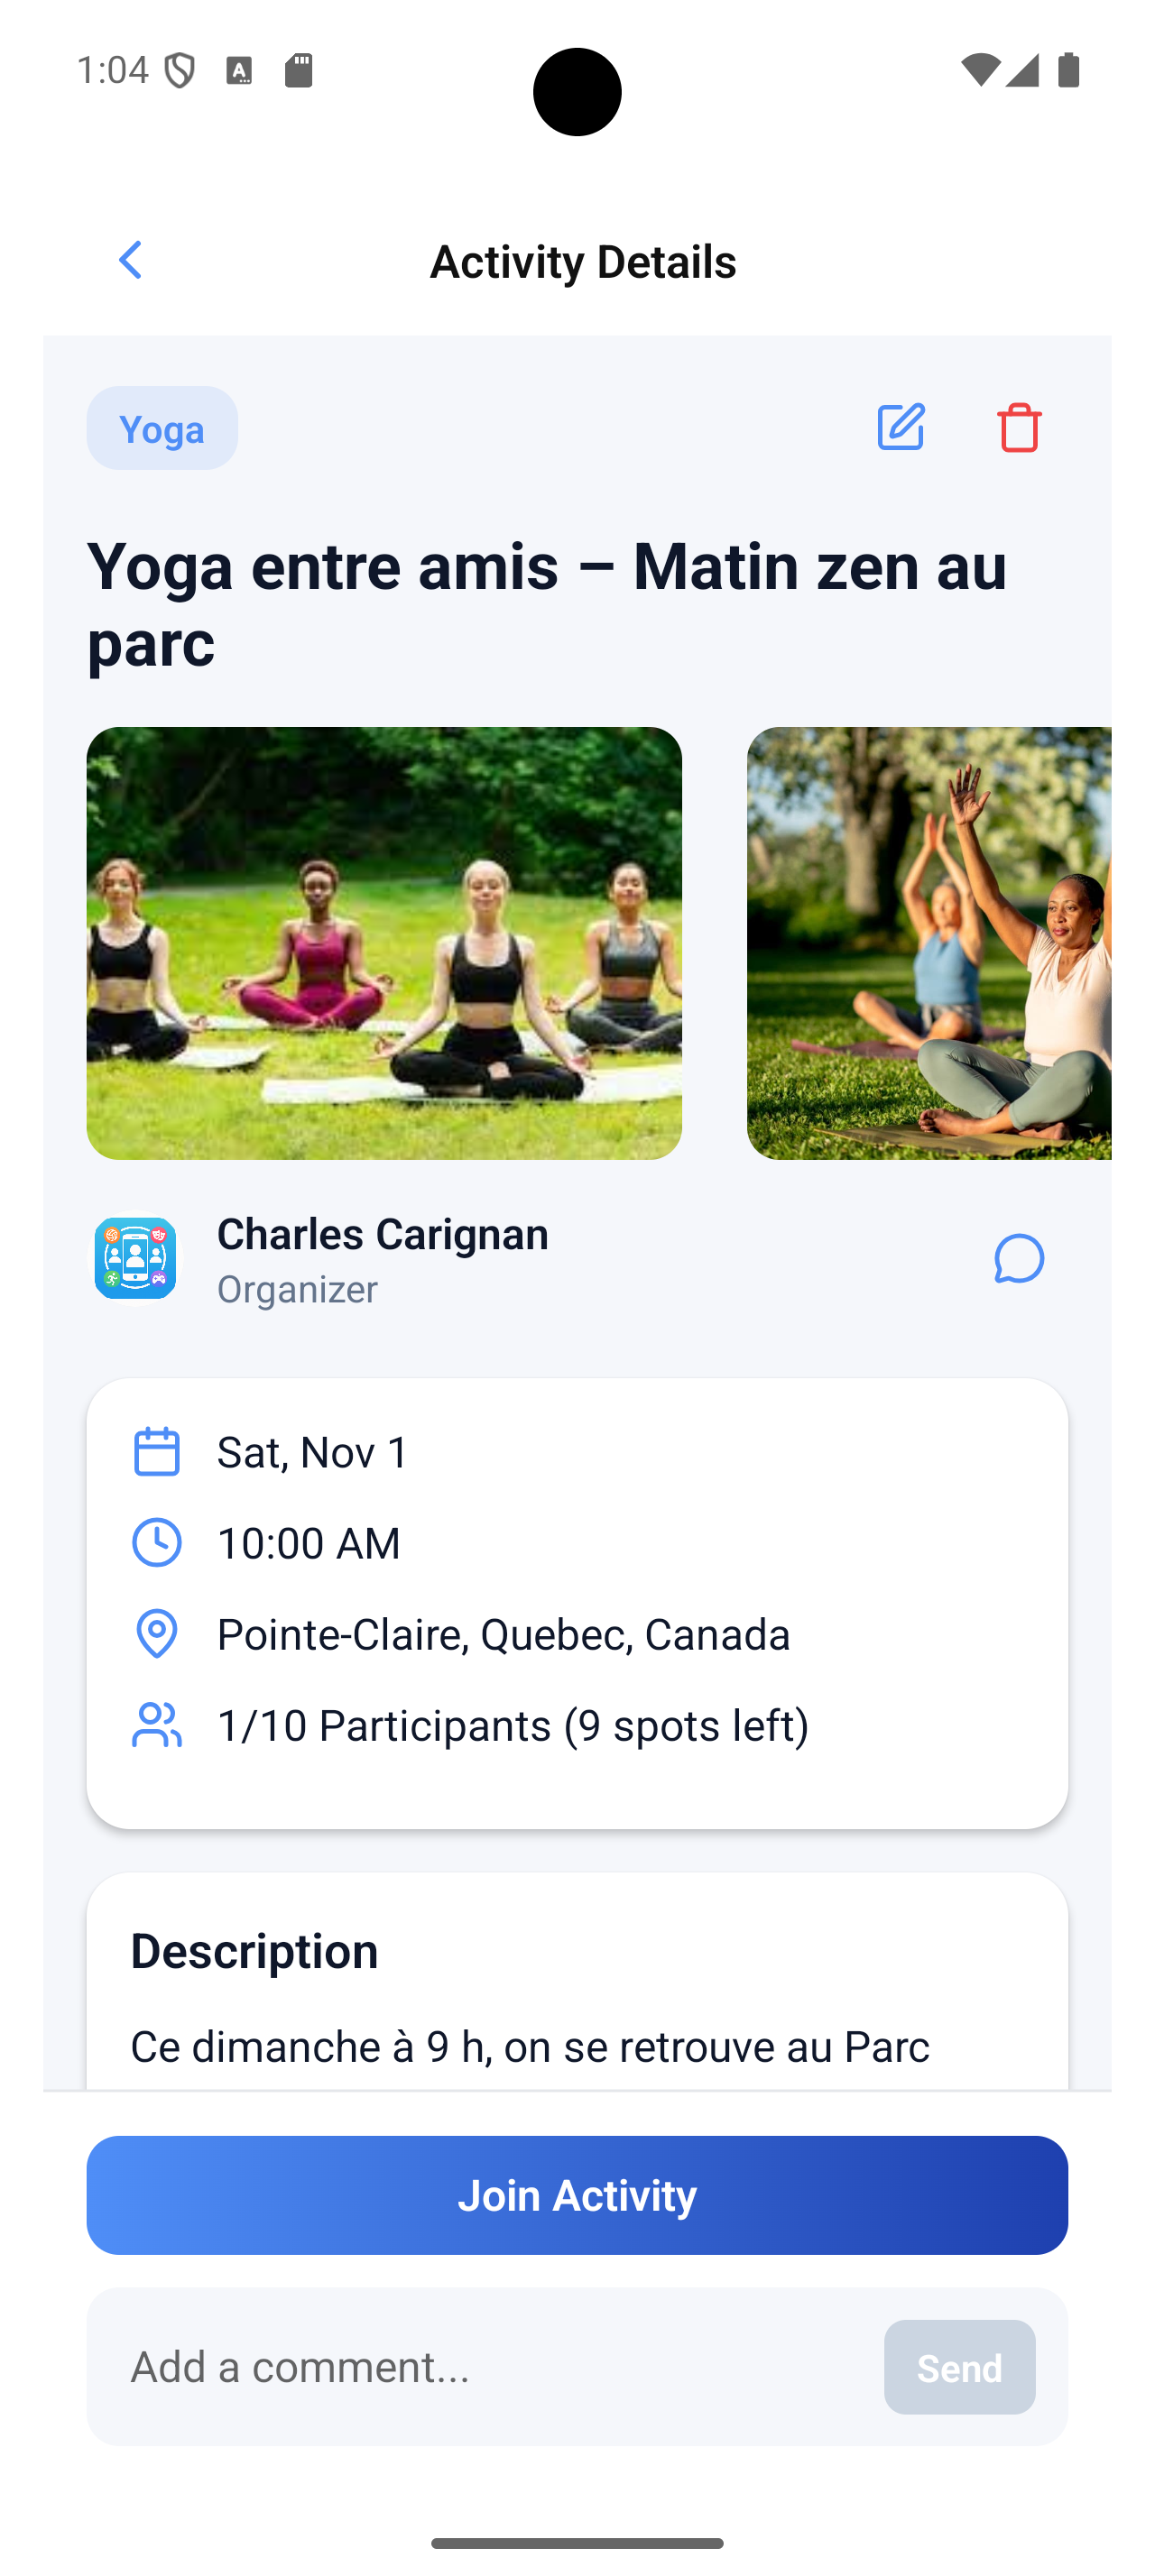 1:04
Activity Details
Yoga
Yoga entre amis – Matin zen au
parc
Charles Carignan
Organizer
Sat, Nov 1
10:00 AM
Pointe-Claire, Quebec, Canada
1/10 Participants (9 spots left)
Description
Ce dimanche à 9 h, on se retrouve au Parc
Join Activity
Add a comment...
Send